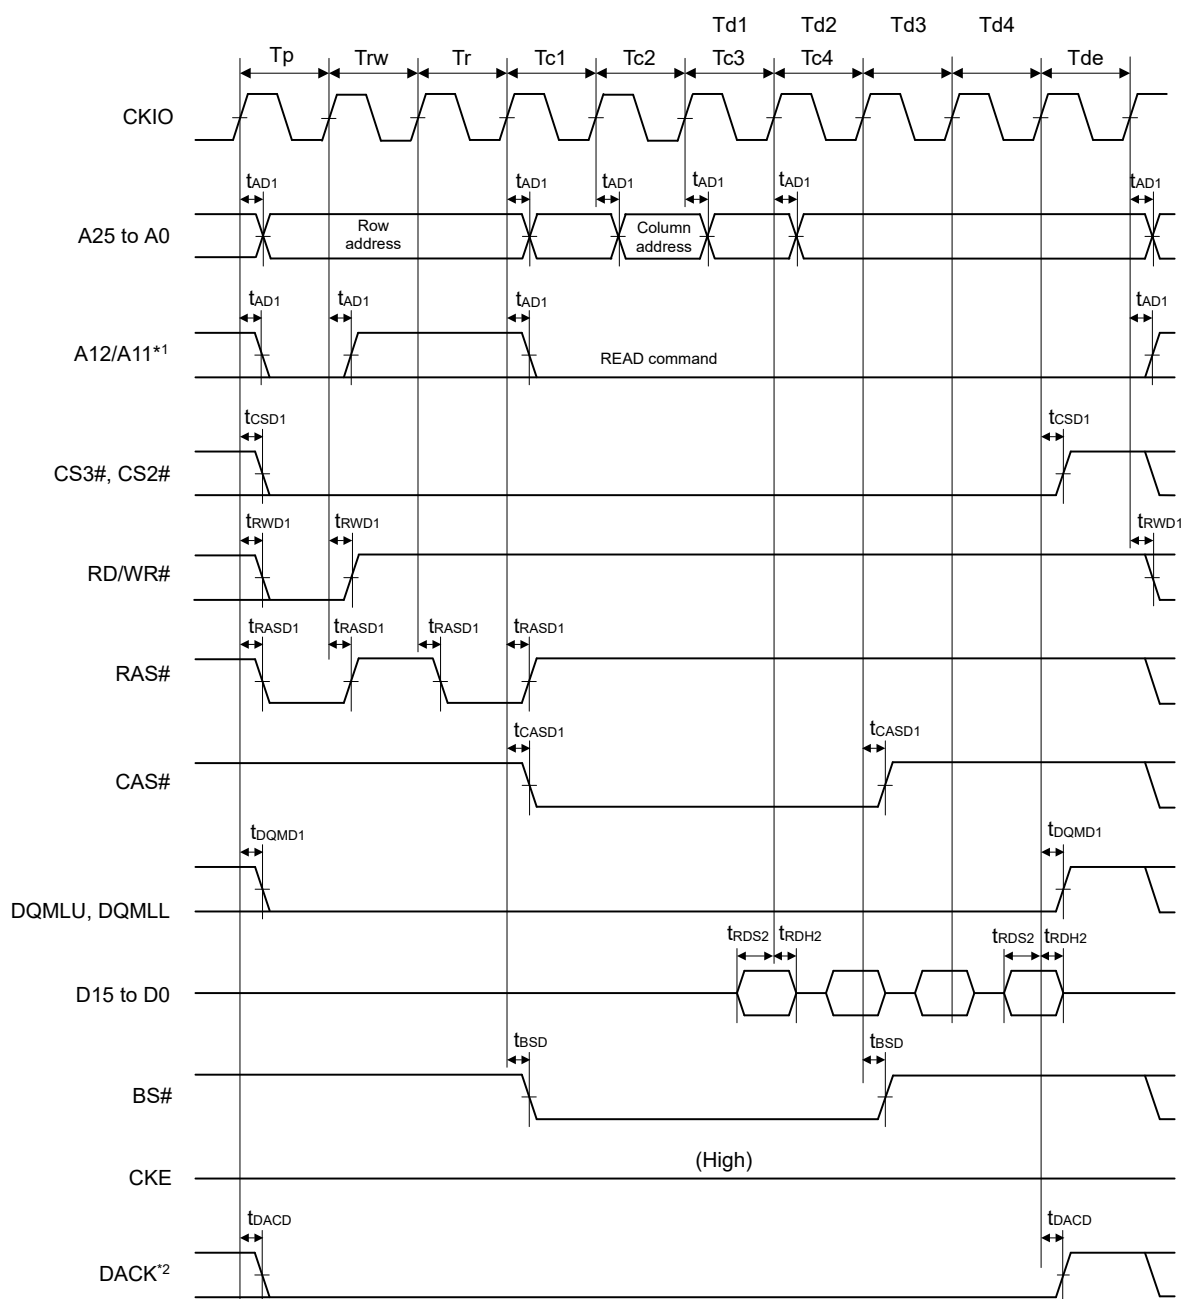 Td1 Td2 Td3 Td4
Tp Trw Tr Tc1 Tc2 Tc3 Tc4 Tde
CKIO
tAD1 tAD1 tAD1 tAD1 tAD1 tAD1
A25 to A0
Row address
Column address
tAD1 tAD1 tAD1 tAD1
A12/A11*1
READ command
tCSD1 tCSD1
CS3#, CS2#
tRWD1 tRWD1 tRWD1
RD/WR#
tRASD1 tRASD1 tRASD1 tRASD1
RAS#
tCASD1 tCASD1
CAS#
tDQMD1 tDQMD1
DQMLU, DQMLL
tRDS2 tRDH2 tRDS2 tRDH2
D15 to D0
tBSD tBSD
BS#
(High)
CKE
tDACD tDACD
DACK*2